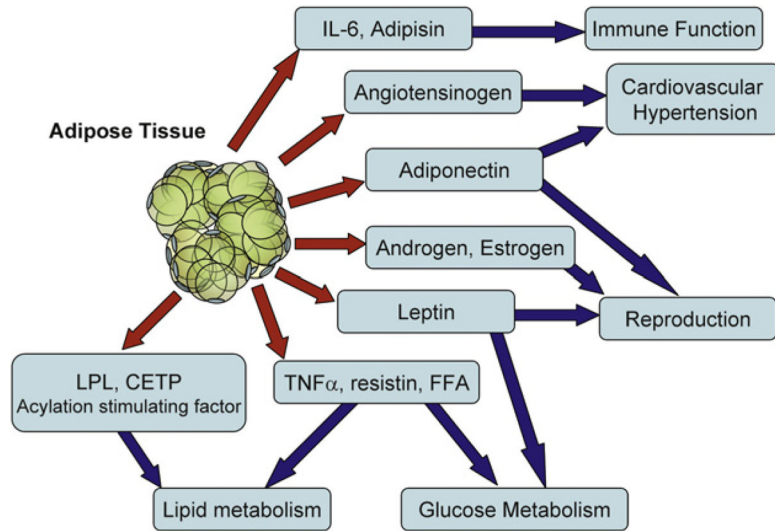 IL-6, Adipisin
Immune Function
Angiotensinogen
Cardiovascular
Hypertension
Adipose Tissue
Adiponectin
Androgen, Estrogen
Leptin
Reproduction
LPL, CETP
Acylation stimulating factor
TNFα, resistin, FFA
Lipid metabolism
Glucose Metabolism